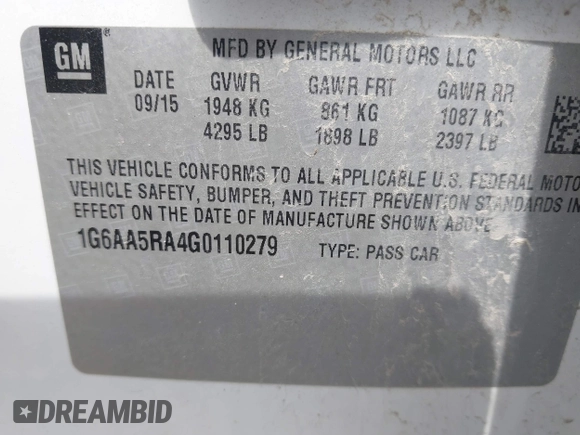 GM ®
MFD BY GENERAL MOTORS LLC
DATE GVWR GAWR FRT GAWR RR
09/15 1948 KG 861 KG 1087 KG
4295 LB 1898 LB 2397 LB
THIS VEHICLE CONFORMS TO ALL APPLICABLE U.S. FEDERAL MOTO
VEHICLE SAFETY, BUMPER, AND THEFT PREVENTION STANDARDS IN
EFFECT ON THE DATE OF MANUFACTURE SHOWN ABOVE
1G6AA5RA4G0110279 TYPE: PASS CAR
DREAMBID